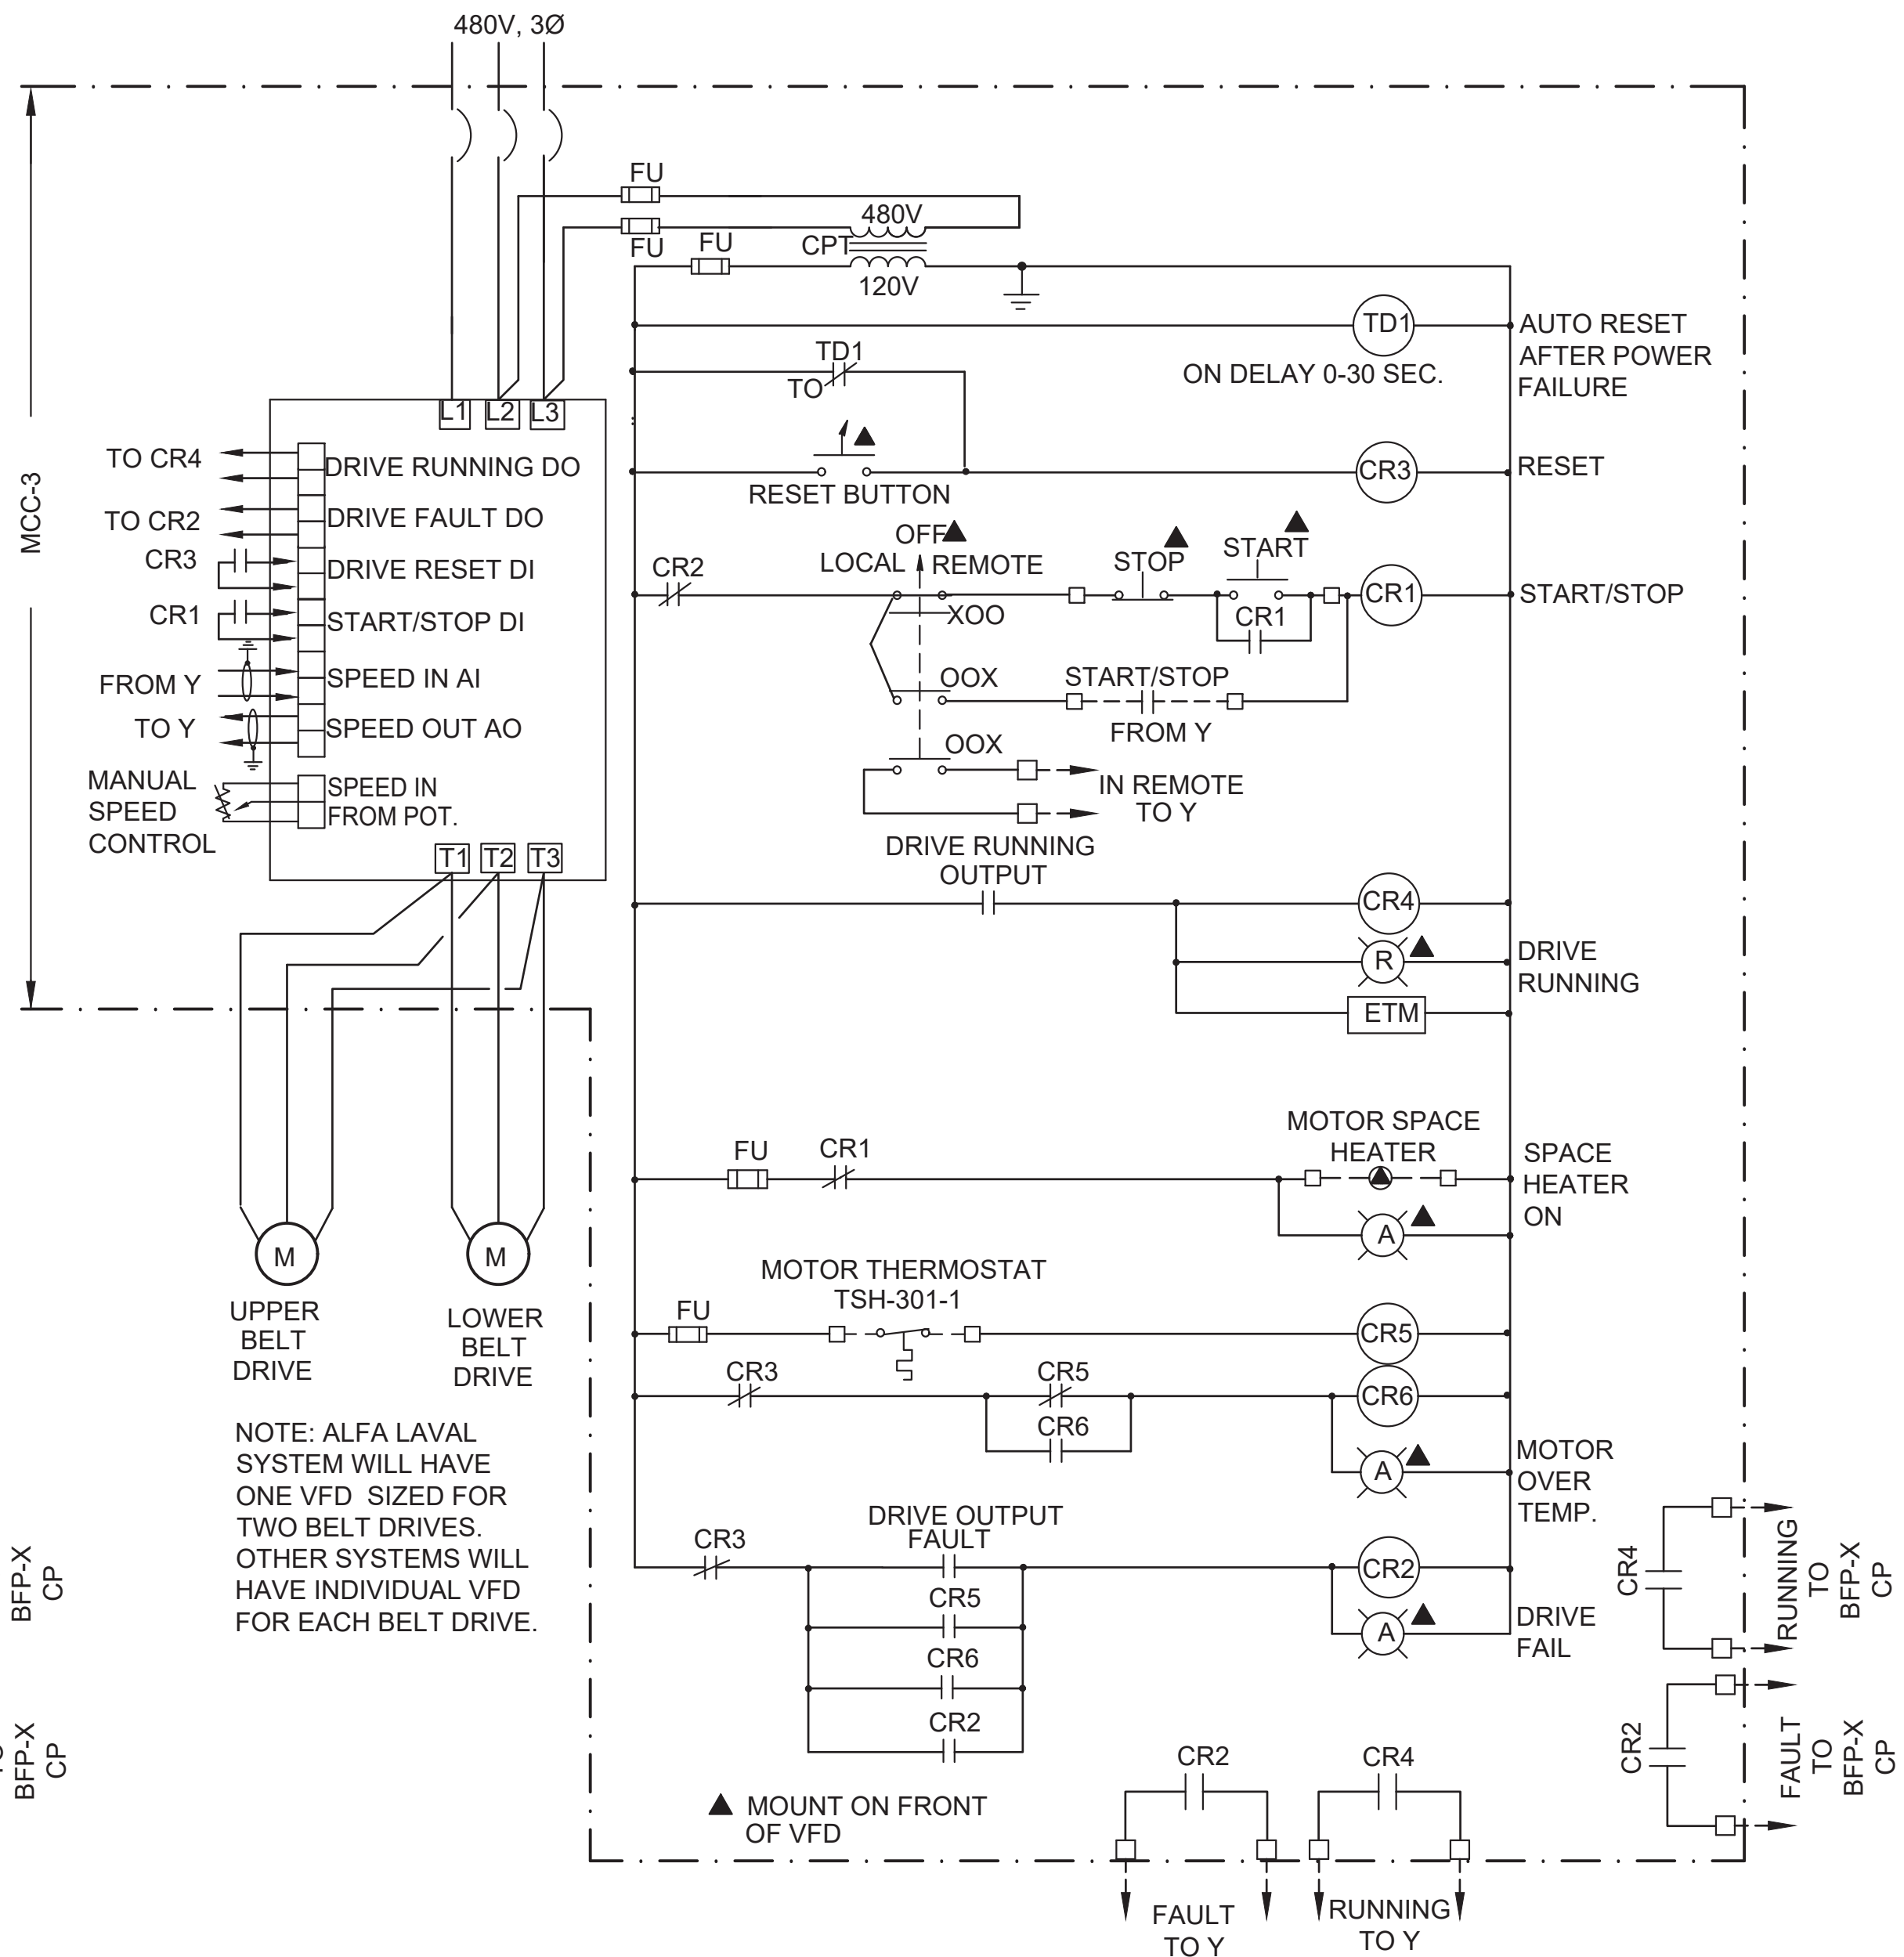 480V, 3Ø
MCC-3
FU
FU
FU
480V
CPT
120V
TD1
AUTO RESET
AFTER POWER
FAILURE
ON DELAY 0-30 SEC.
TD1
TO
L1
L2
L3
TO CR4
DRIVE RUNNING DO
TO CR2
DRIVE FAULT DO
CR3
DRIVE RESET DI
CR1
START/STOP DI
FROM Y
SPEED IN AI
TO Y
SPEED OUT AO
MANUAL
SPEED
CONTROL
SPEED IN
FROM POT.
T1
T2
T3
RESET BUTTON
CR3
RESET
CR2
OFF
LOCAL
REMOTE
STOP
START
CR1
START/STOP
XOO
CR1
OOX
START/STOP
FROM Y
OOX
IN REMOTE
TO Y
DRIVE RUNNING
OUTPUT
CR4
R
DRIVE
RUNNING
ETM
MOTOR SPACE
HEATER
FU
CR1
SPACE
HEATER
ON
A
M
M
UPPER
BELT
DRIVE
LOWER
BELT
DRIVE
MOTOR THERMOSTAT
TSH-301-1
FU
CR5
CR3
CR5
CR6
CR6
A
MOTOR
OVER
TEMP.
NOTE: ALFA LAVAL
SYSTEM WILL HAVE
ONE VFD SIZED FOR
TWO BELT DRIVES.
OTHER SYSTEMS WILL
HAVE INDIVIDUAL VFD
FOR EACH BELT DRIVE.
DRIVE OUTPUT
FAULT
CR3
CR2
CR5
CR6
CR2
A
DRIVE
FAIL
CR4
RUNNING
TO
BFP-X
CP
CR2
FAULT
TO
BFP-X
CP
BFP-X
CP
BFP-X
CP
MOUNT ON FRONT
OF VFD
CR2
FAULT
TO Y
CR4
RUNNING
TO Y